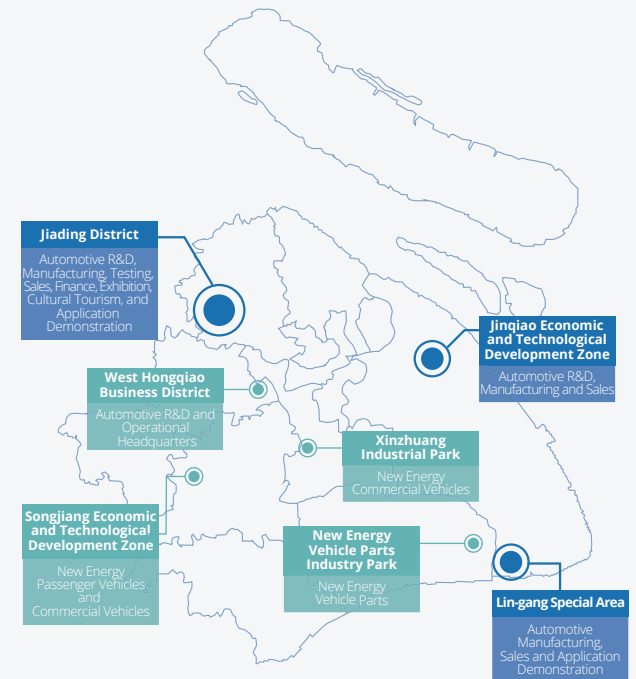 Jiading District
Automotive R&D,
Manufacturing, Testing,
Sales, Finance, Exhibition,
Cultural Tourism, and
Application
Demonstration
Jinqiao Economic
and Technological
Development Zone
Automotive R&D,
Manufacturing and Sales
West Hongqiao
Business District
Automotive R&D and
Operational
Headquarters
Xinzhuang
Industrial Park
New Energy
Commercial Vehicles
Songjiang Economic
and Technological
Development Zone
New Energy
Passenger Vehicles
and
Commercial Vehicles
New Energy
Vehicle Parts
Industry Park
New Energy
Vehicle Parts
Lin-gang Special Area
Automotive
Manufacturing,
Sales and Application
Demonstration